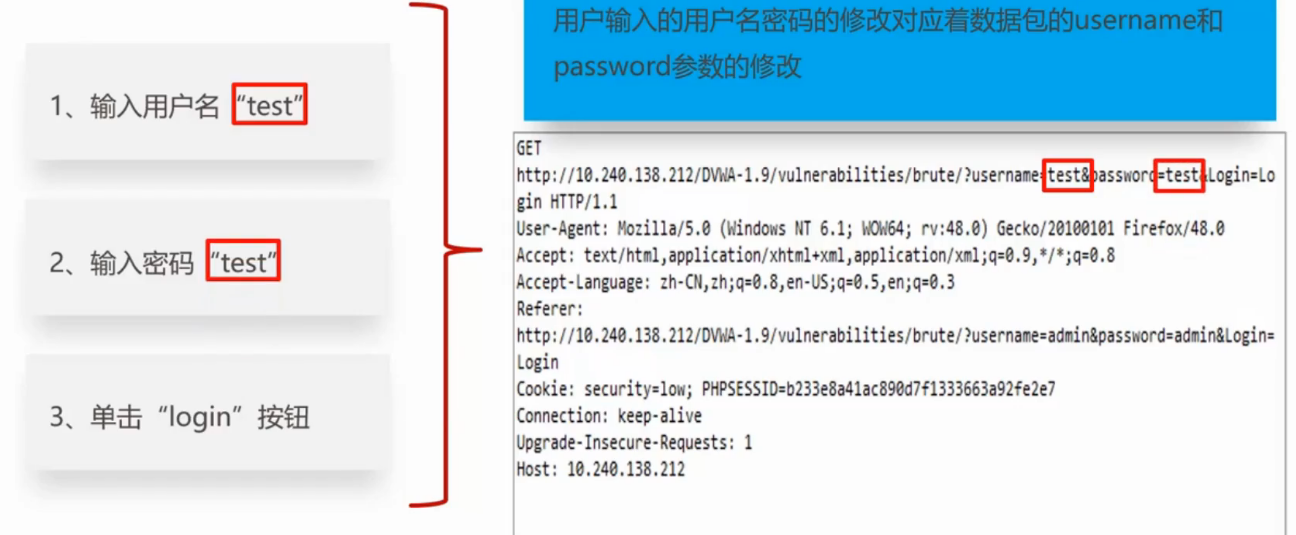 1、输入用户名 “test”
2、输入密码 “test”
3、单击“login”按钮
用户输入的用户名密码的修改对应着数据包的username和
password参数的修改
GET
http://10.240.138.212/DVWA-1.9/vulnerabilities/brute/?username=test&password=test&Login=Lo
gin HTTP/1.1
User-Agent: Mozilla/5.0 (Windows NT 6.1; WOW64; rv:48.0) Gecko/20100101 Firefox/48.0
Accept: text/html,application/xhtml+xml,application/xml;q=0.9,*/*;q=0.8
Accept-Language: zh-CN,zh;q=0.8,en-US;q=0.5,en;q=0.3
Referer:
http://10.240.138.212/DVWA-1.9/vulnerabilities/brute/?username=admin&password=admin&Login=
Login
Cookie: security=low; PHPSESSID=b233e8a41ac890d7f1333663a92fe2e7
Connection: keep-alive
Upgrade-Insecure-Requests: 1
Host: 10.240.138.212